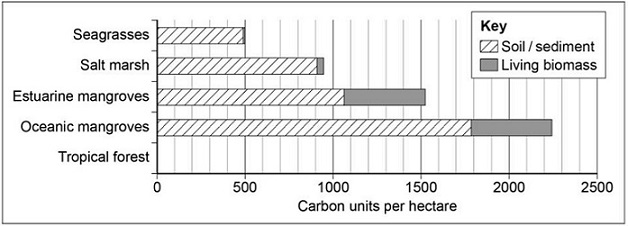 Key
Soil / sediment
Living biomass
Seagrasses
Salt marsh
Estuarine mangroves
Oceanic mangroves
Tropical forest
0 500 1000 1500 2000 2500
Carbon units per hectare